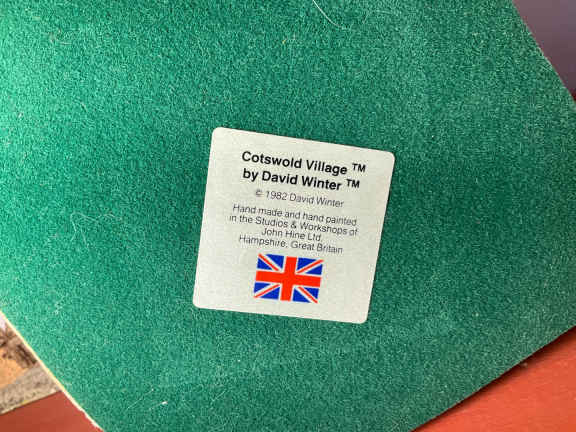 Cotswold Village ™
by David Winter ™
© 1982 David Winter
Hand made and hand painted
in the Studios & Workshops of
John Hine Ltd.
Hampshire, Great Britain